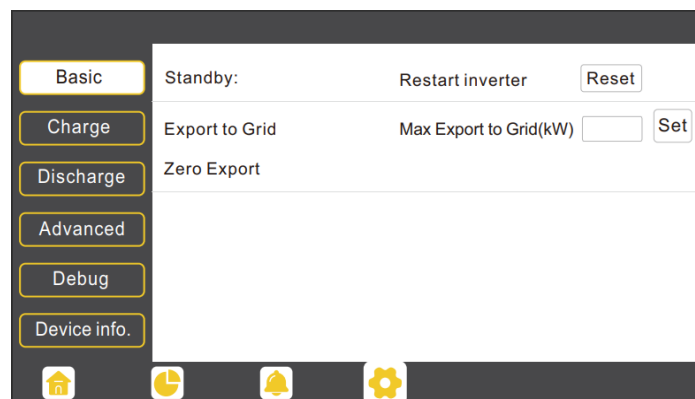 Basic
Standby:
Restart inverter
Reset
Charge
Export to Grid
Max Export to Grid(kW)
Set
Discharge
Zero Export
Advanced
Debug
Device info.